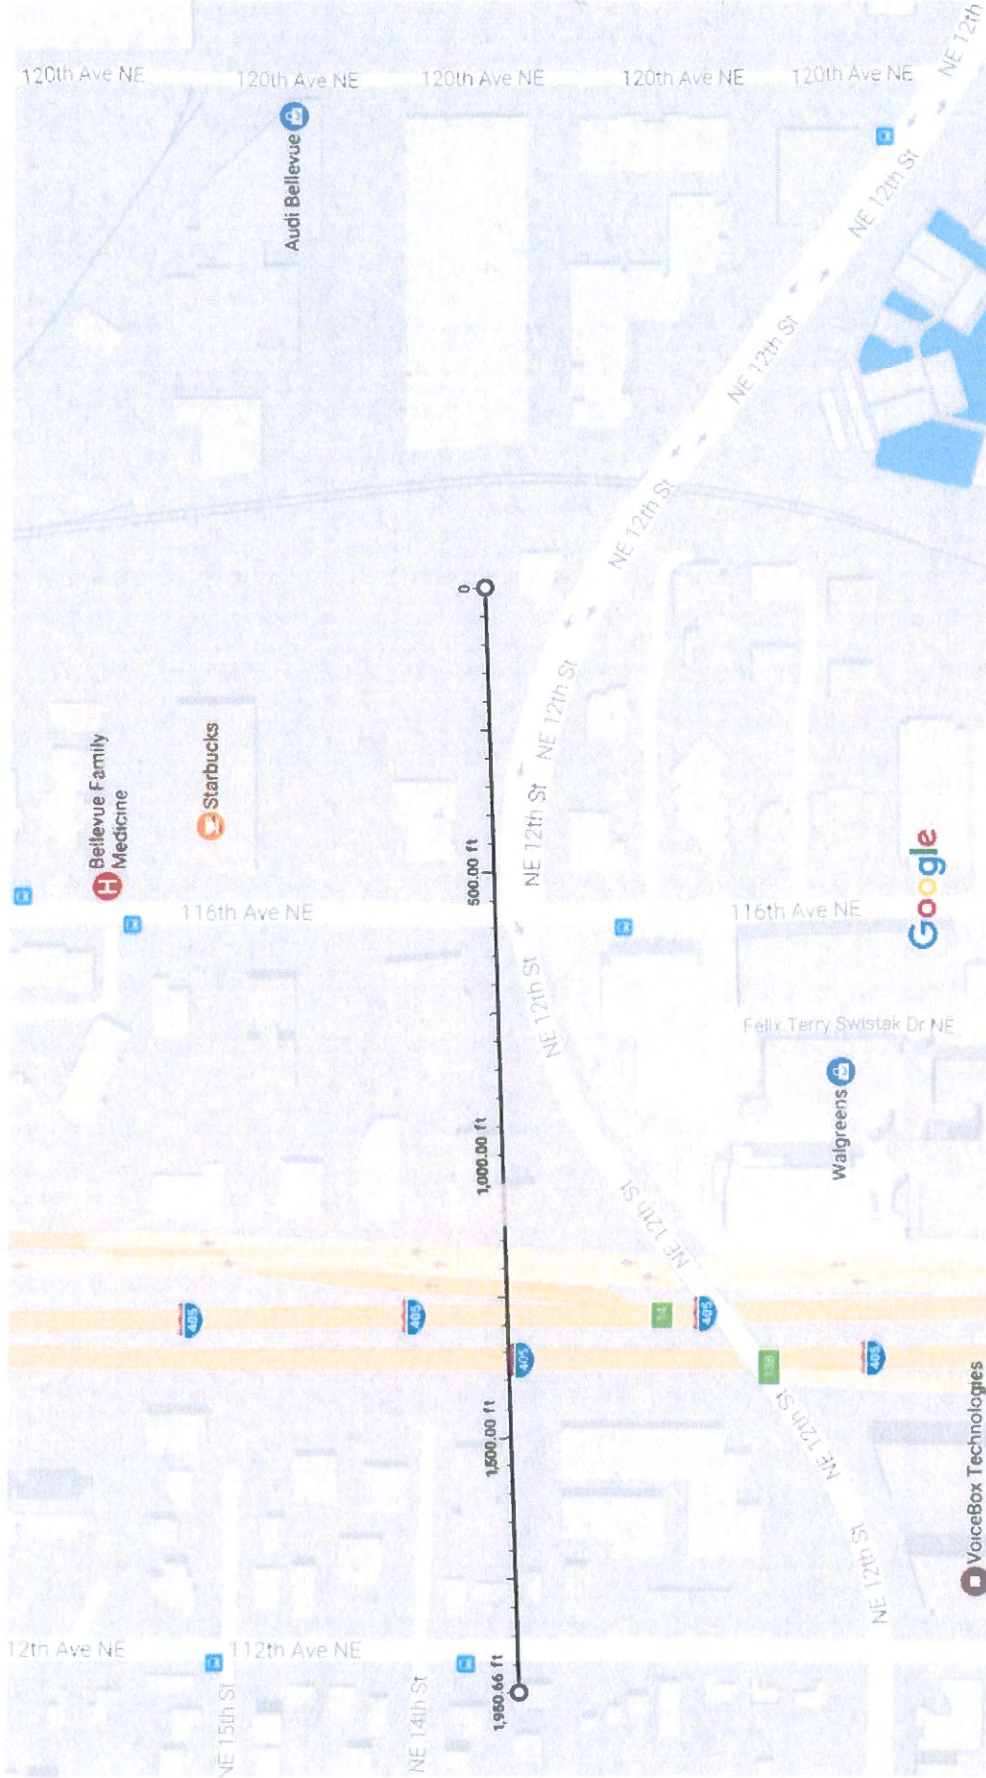 NE 12th
120th Ave NE
120th Ave NE
120th Ave NE
120th Ave NE
120th Ave NE
Audi Bellevue
NE 12th St
NE 12th St
NE 12th St
0
NE 12th St
Bellevue Family
Medicine
Starbucks
500.00 ft
NE 12th St
116th Ave NE
116th Ave NE
Google
NE 12th St
Felix Terry Swistak Dr NE
Walgreens
1,000.00 ft
NE 12th St
NE 12th St
405
405
14
405
405
13B
405
1,500.00 ft
NE 12th St
NE 12th St
VoiceBox Technologies
12th Ave NE
112th Ave NE
1,950.66 ft
NE 15th St
NE 14th St